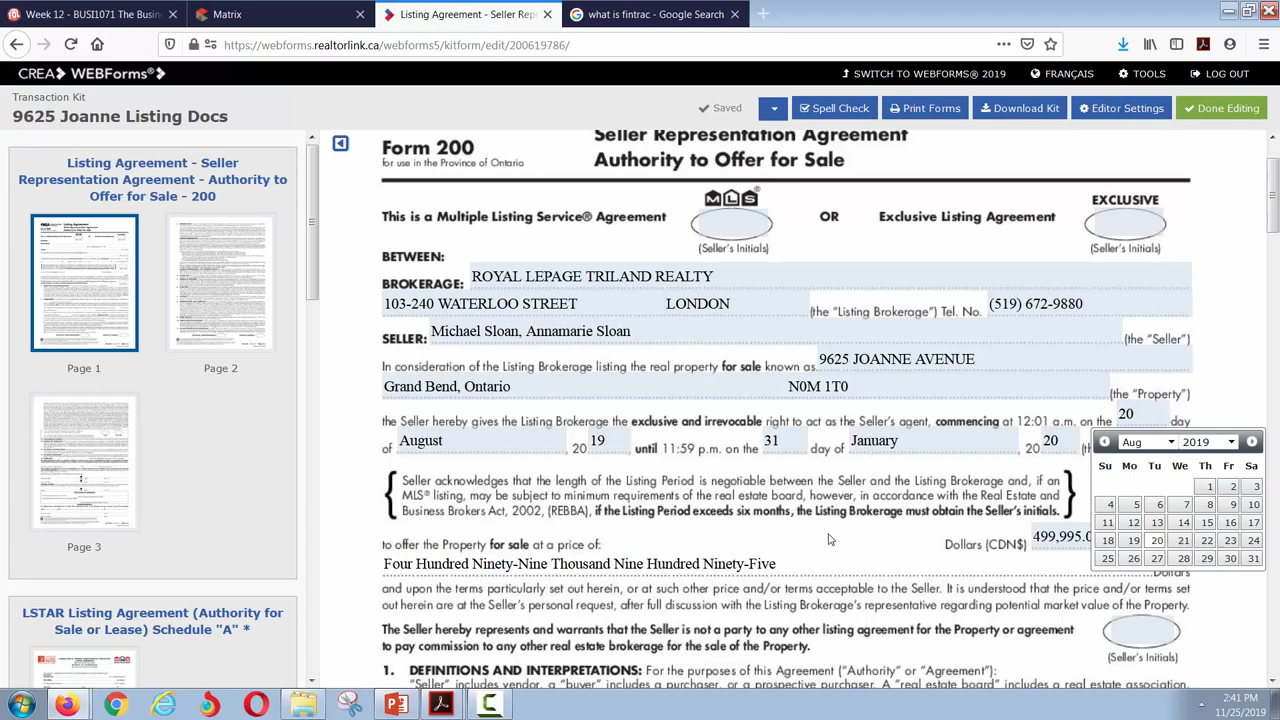 Week 12 - BUSI1071 The Busin
Matrix
Listing Agreement - Seller Rep
what is fintrac - Google Search
https://webforms.realtorlink.ca/webforms5/kitform/edit/200619786/
CREA WEBForms®
SWITCH TO WEBFORMS® 2019
FRANÇAIS
TOOLS
LOG OUT
Transaction Kit
9625 Joanne Listing Docs
Saved
Spell Check
Print Forms
Download Kit
Editor Settings
Done Editing
Listing Agreement - Seller
Representation Agreement - Authority to
Offer for Sale - 200
Page 1
Page 2
Page 3
LSTAR Listing Agreement (Authority for
Sale or Lease) Schedule "A" *
Form 200
for use in the Province of Ontario
Seller Representation Agreement
Authority to Offer for Sale
This is a Multiple Listing Service® Agreement
MLS®
(Seller's Initials)
OR
Exclusive Listing Agreement
EXCLUSIVE
(Seller's Initials)
BETWEEN:
BROKERAGE: ROYAL LEPAGE TRILAND REALTY
103-240 WATERLOO STREET LONDON (the "Listing Brokerage") Tel. No. (519) 672-9880
SELLER: Michael Sloan, Annamarie Sloan (the "Seller")
In consideration of the Listing Brokerage listing the real property for sale known as 9625 JOANNE AVENUE
Grand Bend, Ontario N0M 1T0 (the "Property")
the Seller hereby gives the Listing Brokerage the exclusive and irrevocable right to act as the Seller's agent, commencing at 12:01 a.m. on the 20 day
of August, 20 19 until 11:59 p.m. on the 31 day of January, 20 20
Seller acknowledges that the length of the Listing Period is negotiable between the Seller and the Listing Brokerage and, if an
MLS® listing, may be subject to minimum requirements of the real estate board, however, in accordance with the Real Estate and
Business Brokers Act, 2002, (REBBA), if the Listing Period exceeds six months, the Listing Brokerage must obtain the Seller's initials.
to offer the Property for sale at a price of: Dollars (CDN$) 499,995.0
Four Hundred Ninety-Nine Thousand Nine Hundred Ninety-Five
Dollars
and upon the terms particularly set out herein, or at such other price and/or terms acceptable to the Seller. It is understood that the price and/or terms set
out herein are at the Seller's personal request, after full discussion with the Listing Brokerage's representative regarding potential market value of the Property.
The Seller hereby represents and warrants that the Seller is not a party to any other listing agreement for the Property or agreement
to pay commission to any other real estate brokerage for the sale of the Property.
(Seller's Initials)
1. DEFINITIONS AND INTERPRETATIONS: For the purposes of this Agreement ("Authority" or "Agreement"):
"Seller" includes vendor, a "buyer" includes a purchaser, or a prospective purchaser. A "real estate board" includes a real estate association.
Aug 2019
Su Mo Tu We Th Fr Sa
1 2 3
4 5 6 7 8 9 10
11 12 13 14 15 16 17
18 19 20 21 22 23 24
25 26 27 28 29 30 31
2:41 PM
11/25/2019